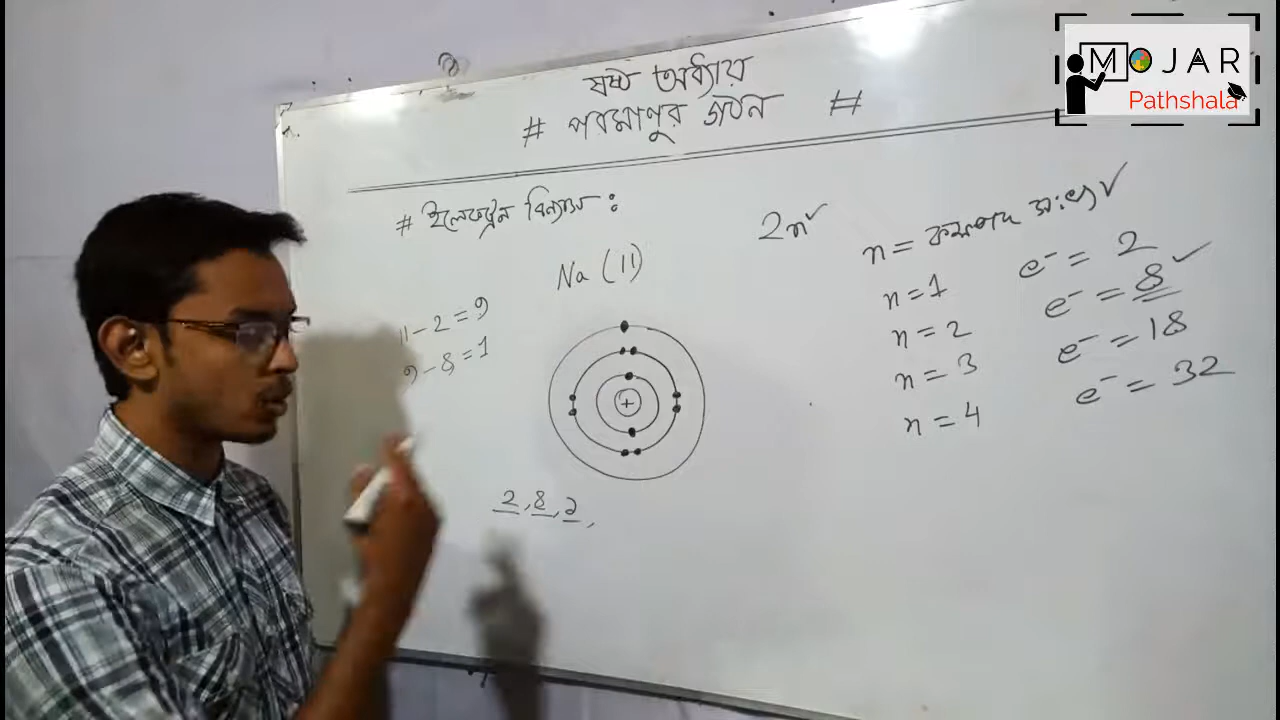 MOJAR
Pathshala
ষষ্ঠ অধ্যায়
# পরমাণুর গঠন #
# ইলেকট্রন বিন্যাস :
Na (11)
11 - 2 = 9
9 - 8 = 1
+
2, 8, ১,
2n² ✓
n = কক্ষপথ সংখ্যা ✓
n = 1 e⁻ = 2
n = 2 e⁻ = 8 ✓
n = 3 e⁻ = 18
n = 4 e⁻ = 32